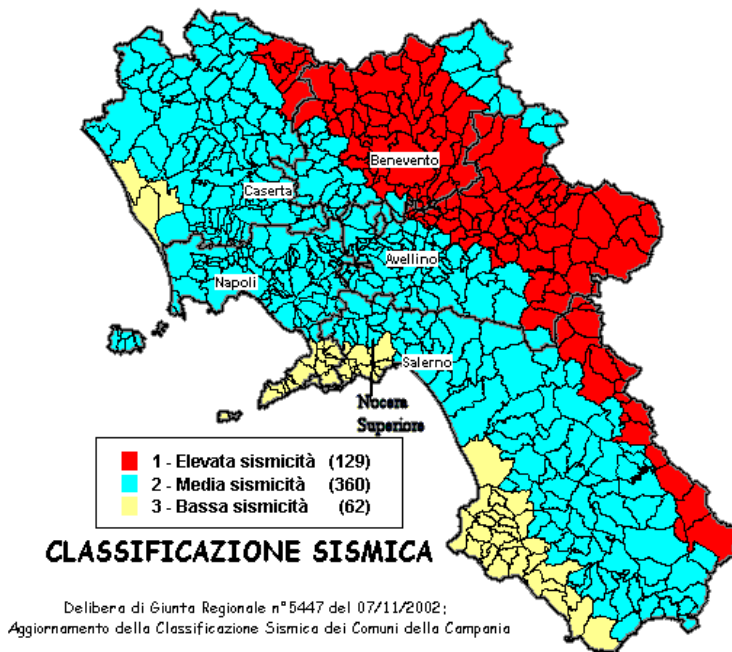 Benevento
Caserta
Avellino
Napoli
Salerno
Nocera
Superiore
1 - Elevata sismicità (129)
2 - Media sismicità (360)
3 - Bassa sismicità (62)
CLASSIFICAZIONE SISMICA
Delibera di Giunta Regionale n°5447 del 07/11/2002;
Aggiornamento della Classificazione Sismica dei Comuni della Campania